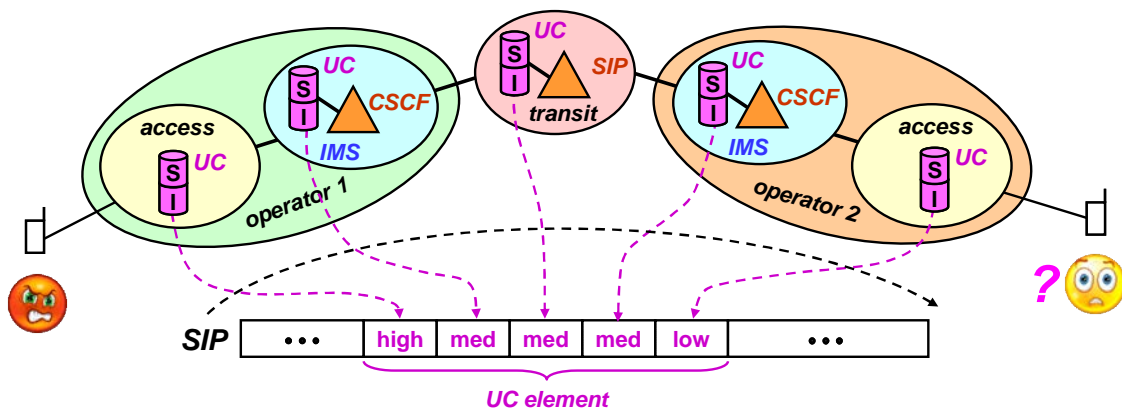 UC
S
I
SIP
transit
UC
S
I
CSCF
IMS
access
UC
S
I
operator 1
UC
S
I
CSCF
IMS
access
UC
S
I
operator 2
?
SIP
••• high med med med low •••
UC element